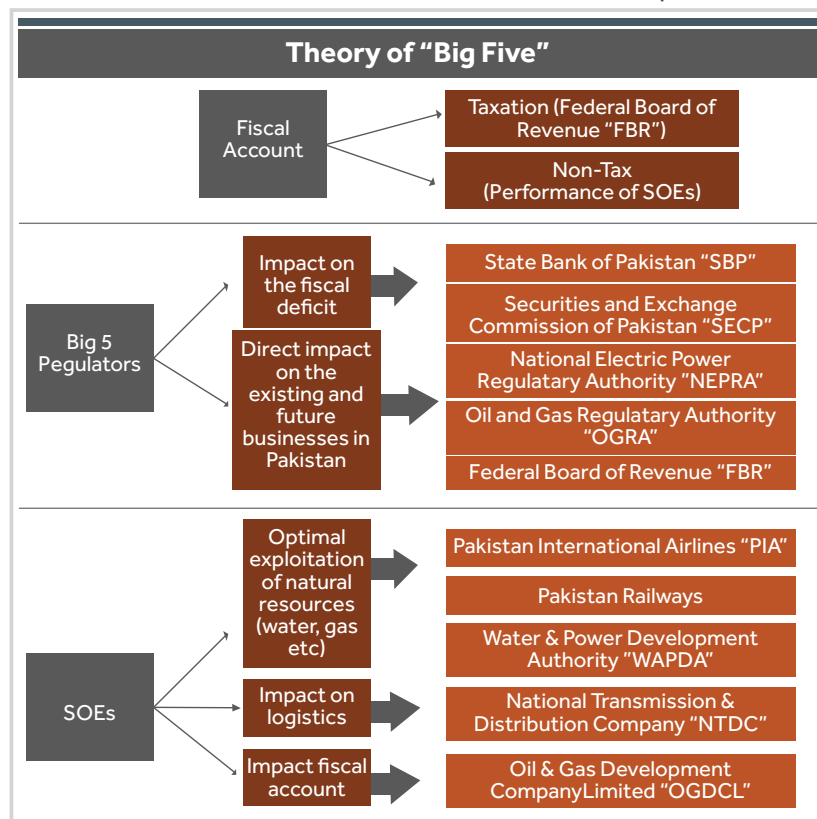 Theory of “Big Five”
Fiscal
Account
Taxation (Federal Board of
Revenue “FBR”)
Non-Tax
(Performance of SOEs)
Big 5
Pegulators
Impact on
the fiscal
deficit
Direct impact
on the
existing and
future
businesses in
Pakistan
State Bank of Pakistan “SBP”
Securities and Exchange
Commission of Pakistan “SECP”
National Electric Power
Regulatary Authority “NEPRA”
Oil and Gas Regulatary Authority
“OGRA”
Federal Board of Revenue “FBR”
SOEs
Optimal
exploitation
of natural
resources
(water, gas
etc)
Impact on
logistics
Impact fiscal
account
Pakistan International Airlines “PIA”
Pakistan Railways
Water & Power Development
Authority ”WAPDA”
National Transmission &
Distribution Company “NTDC”
Oil & Gas Development
CompanyLimited “OGDCL”